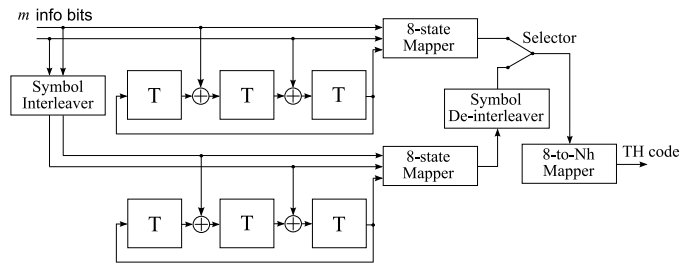 m info bits
8-state
Mapper
Selector
Symbol
Interleaver
T
T
T
Symbol
De-interleaver
8-state
Mapper
8-to-Nh
Mapper
TH code
T
T
T